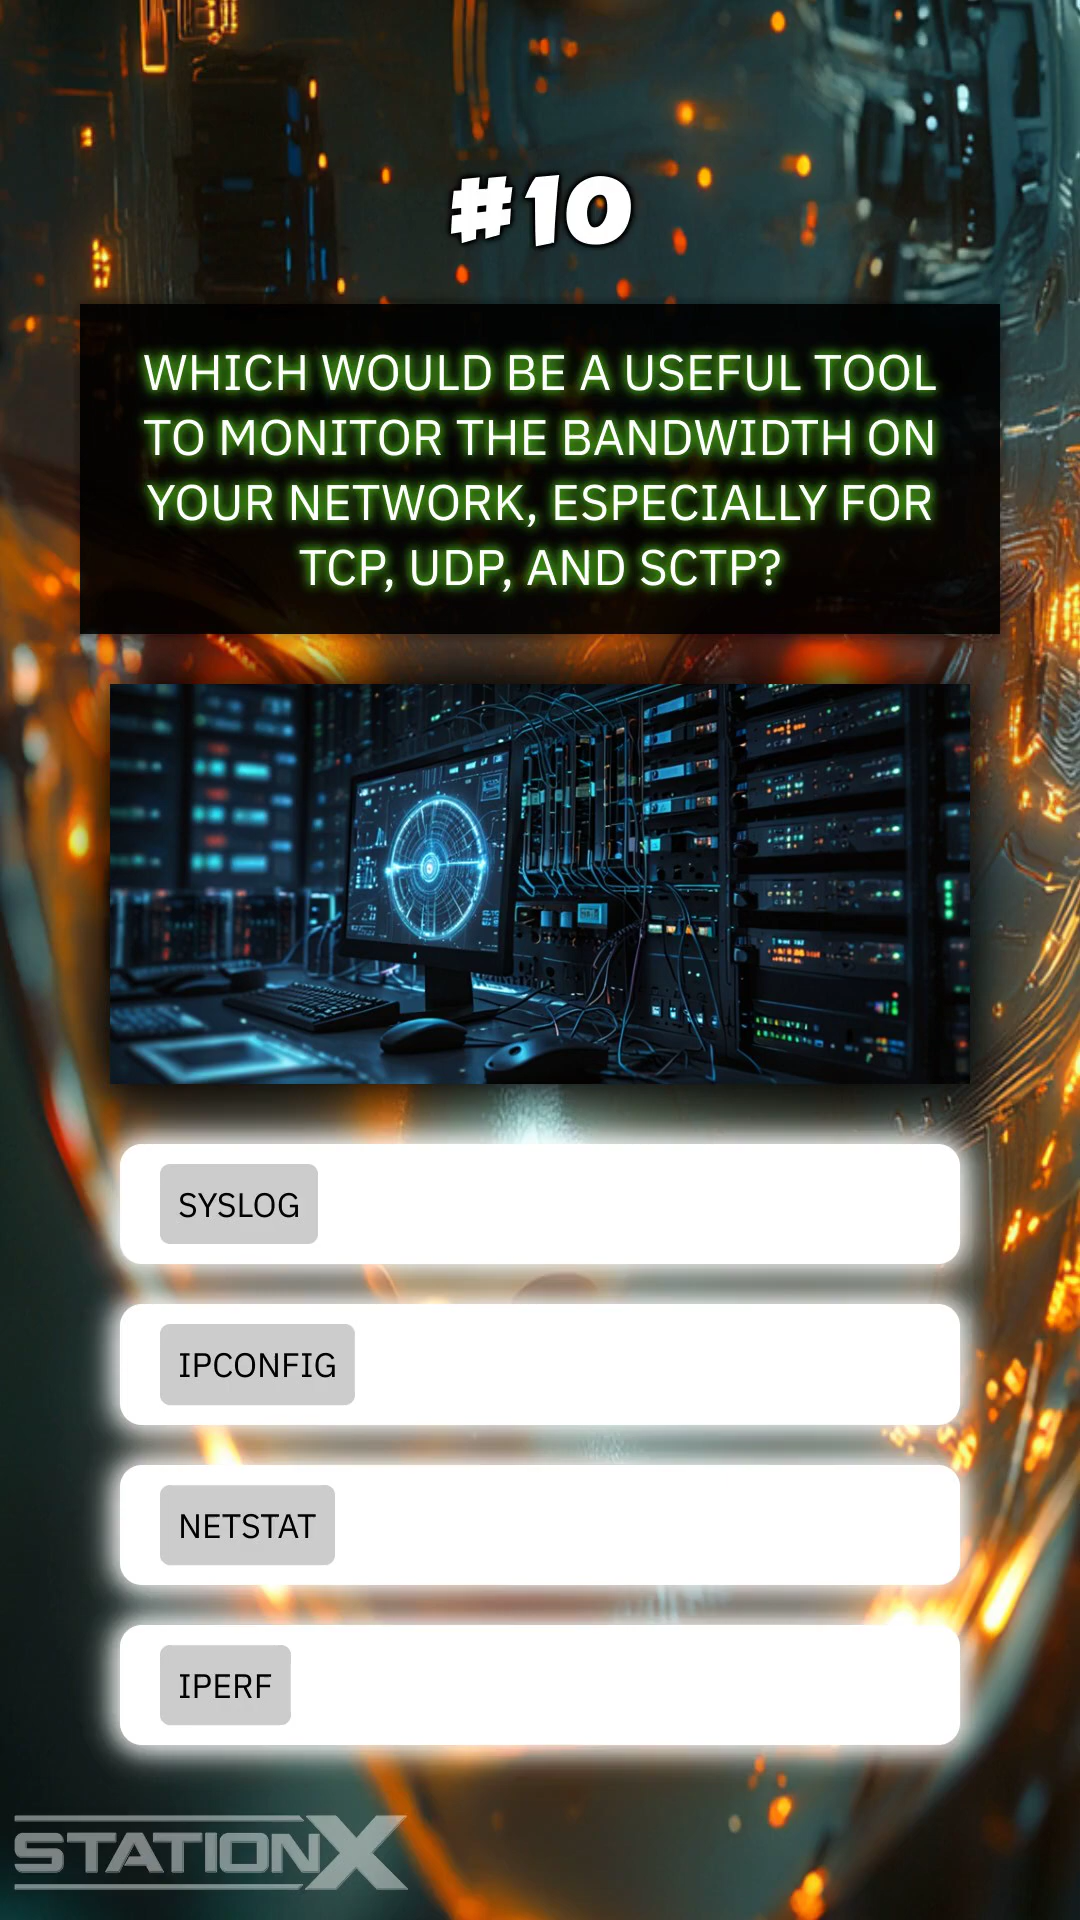 #10
WHICH WOULD BE A USEFUL TOOL
TO MONITOR THE BANDWIDTH ON
YOUR NETWORK, ESPECIALLY FOR
TCP, UDP, AND SCTP?
SYSLOG
IPCONFIG
NETSTAT
IPERF
STATIONX